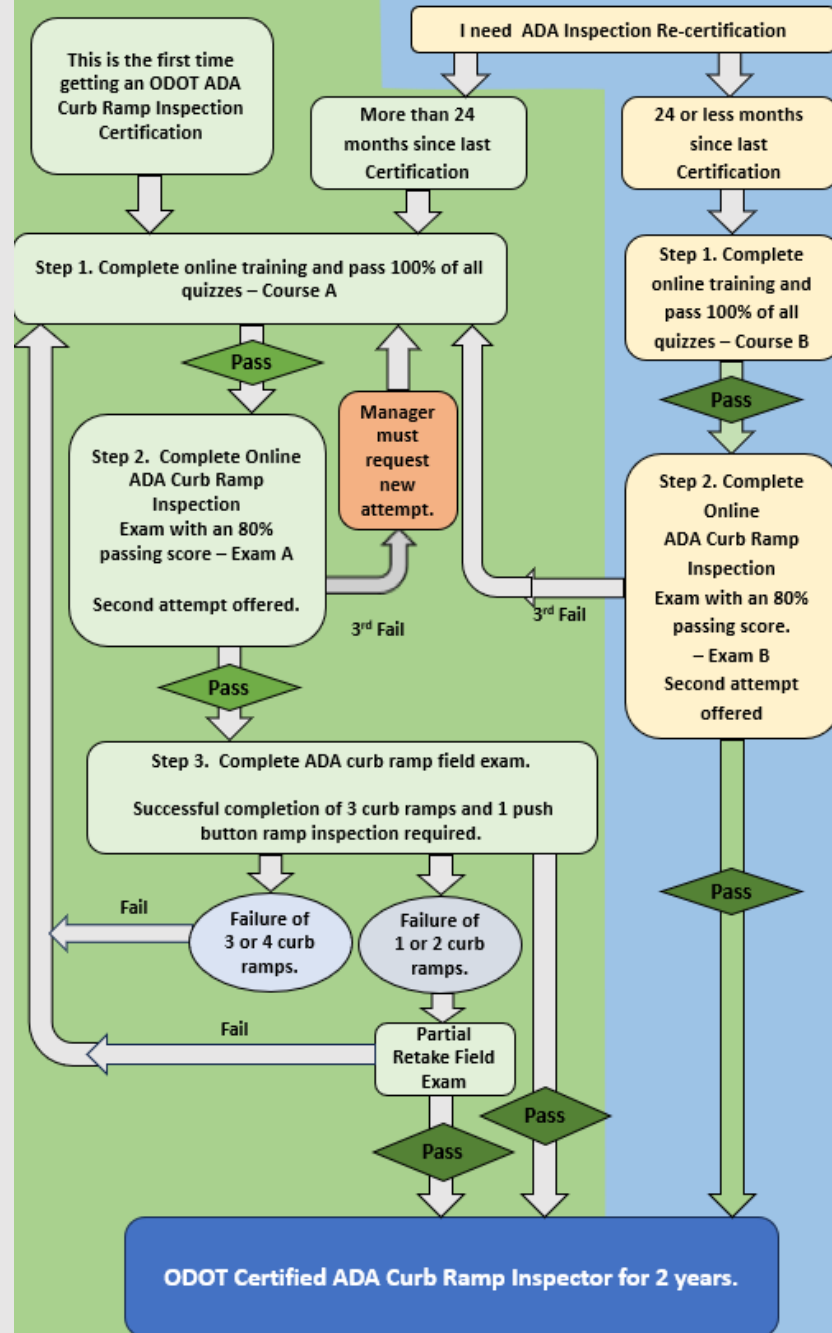 I need  ADA Inspection Re-certification
This is the first time
getting an ODOT ADA
Curb Ramp Inspection
Certification
More than 24
months since last
Certification
24 or less months
since last
Certification
Step 1. Complete online training and pass 100% of all
quizzes – Course A
Step 1. Complete
online training and
pass 100% of all
quizzes – Course B
Pass
Pass
Manager
must
request
new
attempt.
Step 2.  Complete Online
ADA Curb Ramp
Inspection
Exam with an 80%
passing score – Exam A
Second attempt offered.
3rd Fail
3rd Fail
Step 2. Complete
Online
ADA Curb Ramp
Inspection
Exam with an 80%
passing score.
– Exam B
Second attempt
offered
Pass
Step 3.  Complete ADA curb ramp field exam.
Successful completion of 3 curb ramps and 1 push
button ramp inspection required.
Pass
Fail
Failure of
3 or 4 curb
ramps.
Failure of
1 or 2 curb
ramps.
Fail
Partial
Retake Field
Exam
Pass
Pass
ODOT Certified ADA Curb Ramp Inspector for 2 years.